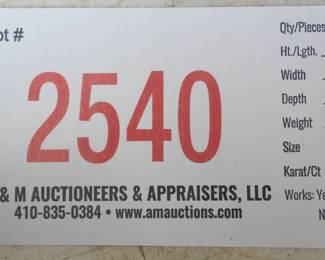 ot #
2540
& M AUCTIONEERS & APPRAISERS, LLC
410-835-0384 • www.amauctions.com
Qty/Pieces
Ht./Lgth.
Width
Depth
Weight
Size
Karat/Ct
Works: Ye
N